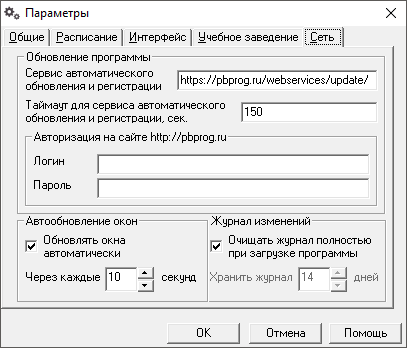 Параметры
Общие Расписание Интерфейс Учебное заведение Сеть
Обновление программы
Сервис автоматического
обновления и регистрации
https://pbprog.ru/webservices/update/
Таймаут для сервиса автоматического
обновления и регистрации, сек.
150
Авторизация на сайте http://pbprog.ru
Логин
Пароль
Автообновление окон
Обновлять окна
автоматически
Через каждые 10 секунд
Журнал изменений
Очищать журнал полностью
при загрузке программы
Хранить журнал 14 дней
OK Отмена Помощь